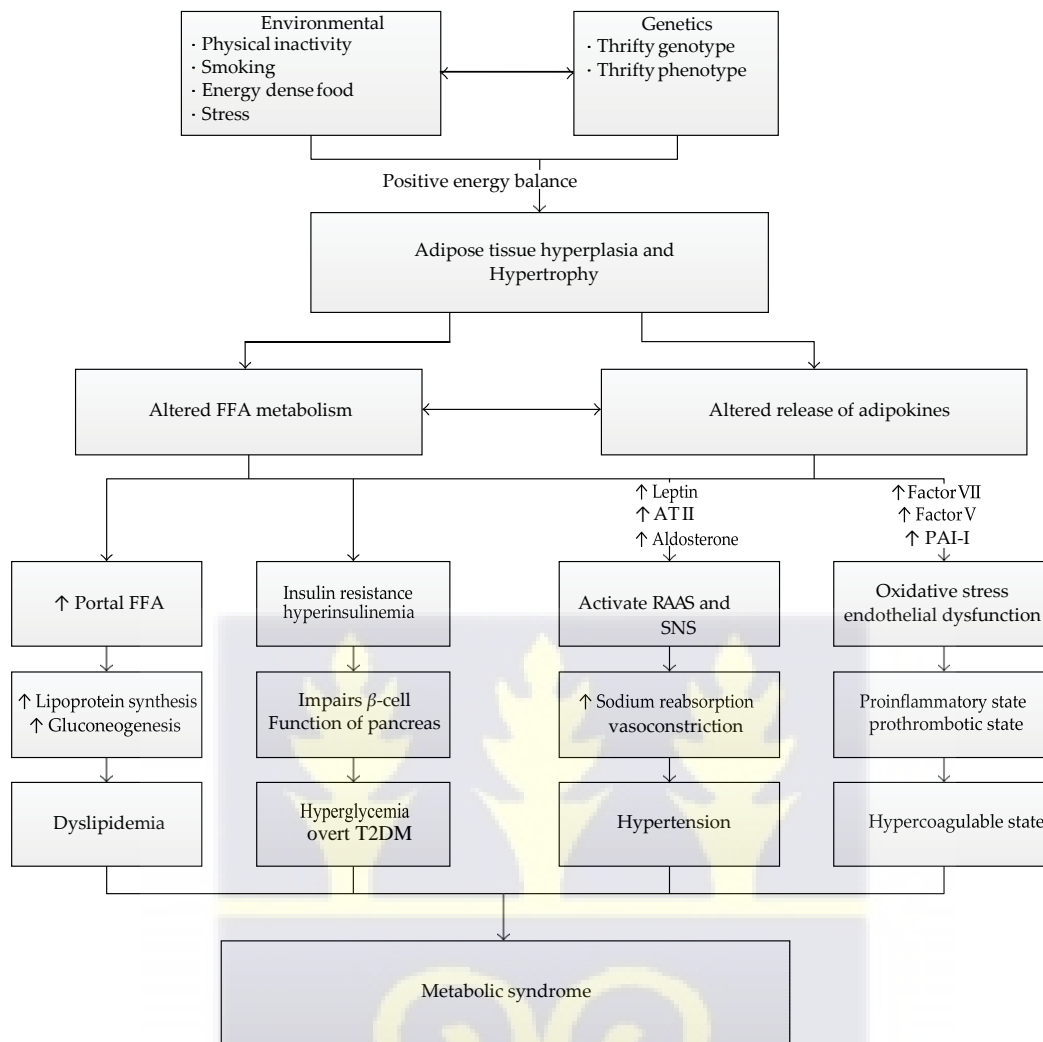 Environmental
· Physical inactivity
· Smoking
· Energy dense food
· Stress
Genetics
· Thrifty genotype
· Thrifty phenotype
Positive energy balance
Adipose tissue hyperplasia and
Hypertrophy
Altered FFA metabolism
Altered release of adipokines
↑ Leptin
↑ AT II
↑ Aldosterone
↑ Factor VII
↑ Factor V
↑ PAI-I
↑ Portal FFA
Insulin resistance
hyperinsulinemia
Activate RAAS and
SNS
Oxidative stress
endothelial dysfunction
↑ Lipoprotein synthesis
↑ Gluconeogenesis
Impairs β-cell
Function of pancreas
↑ Sodium reabsorption
vasoconstriction
Proinflammatory state
prothrombotic state
Dyslipidemia
Hyperglycemia
overt T2DM
Hypertension
Hypercoagulable state
Metabolic syndrome